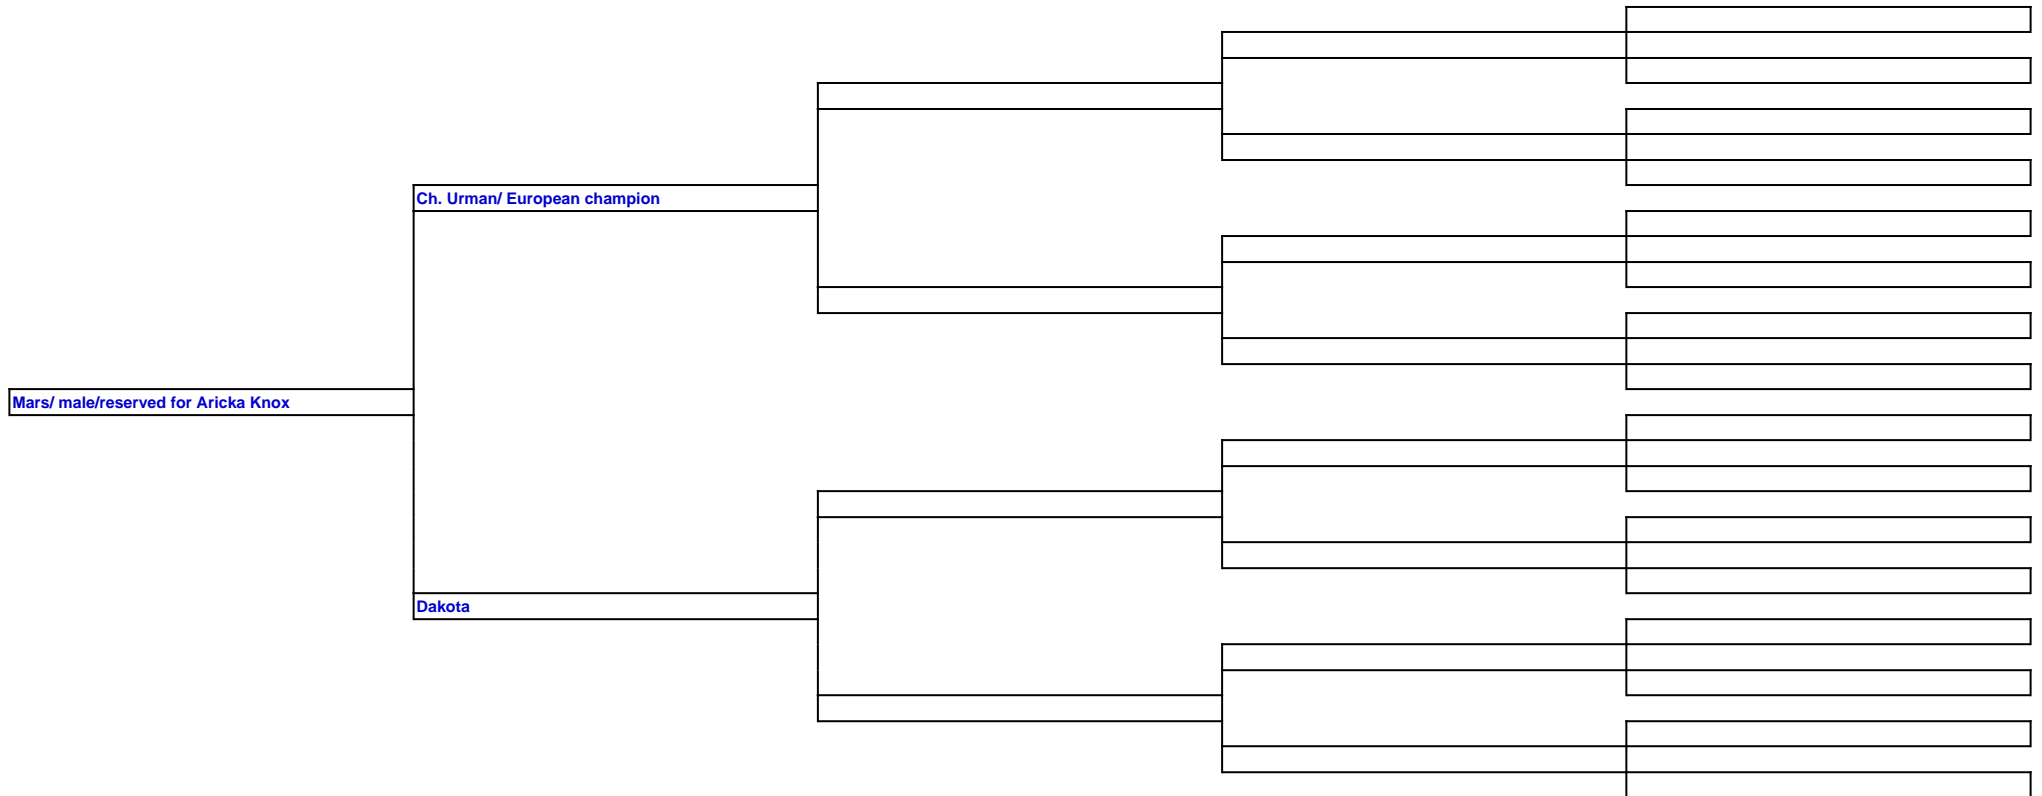 Ch. Urman/ European champion
Mars/ male/reserved for Aricka Knox
Dakota